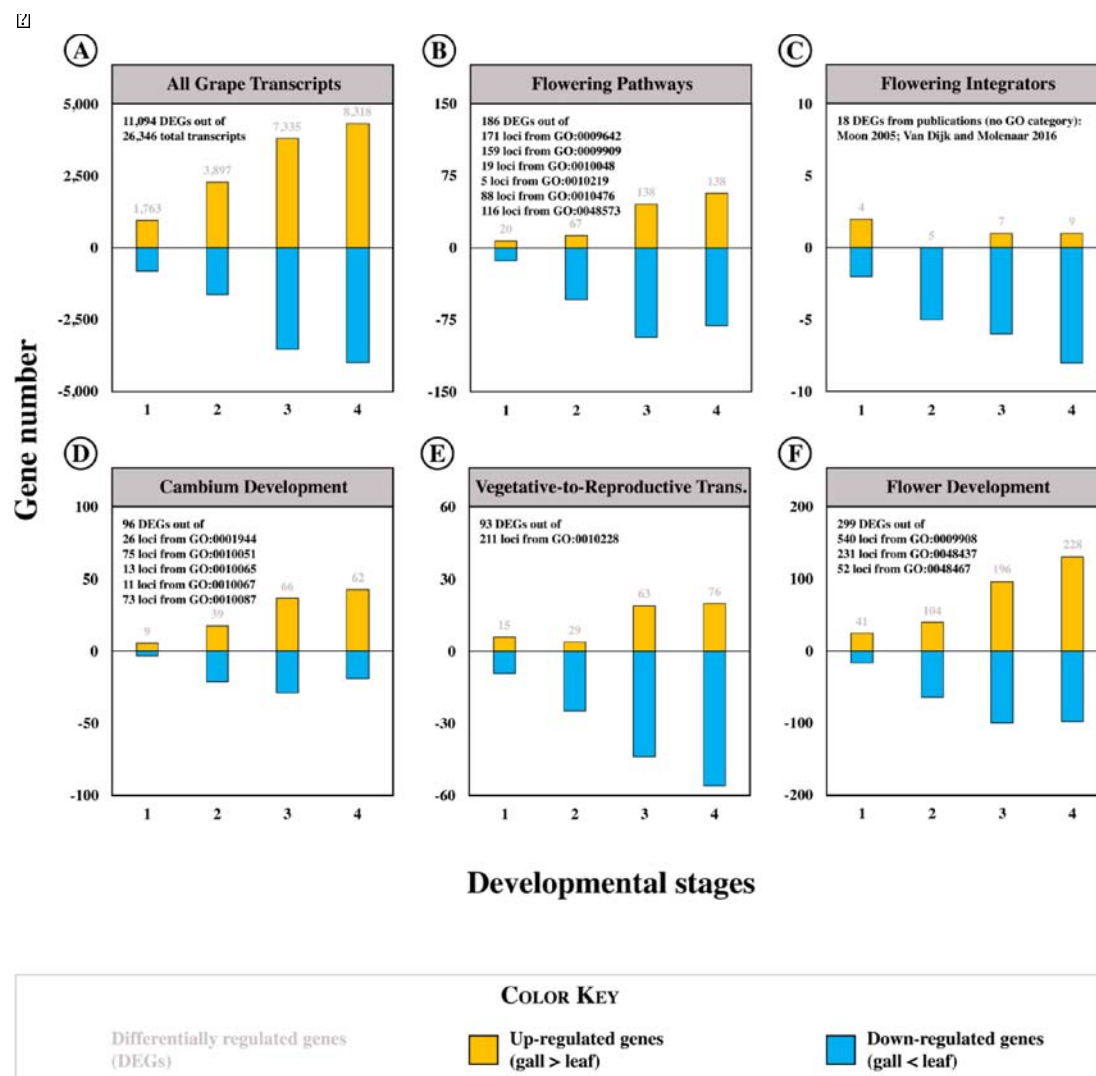 A
All Grape Transcripts
5,000
2,500
0
-2,500
-5,000
11,094 DEGs out of
26,346 total transcripts
1,763
3,897
7,335
8,318
1 2 3 4
B
Flowering Pathways
150
75
0
-75
-150
186 DEGs out of
171 loci from GO:0009642
159 loci from GO:0009909
19 loci from GO:0010048
5 loci from GO:0010219
88 loci from GO:0010476
116 loci from GO:0048573
20
67
138
138
1 2 3 4
C
Flowering Integrators
10
5
0
-5
-10
18 DEGs from publications (no GO category):
Moon 2005; Van Dijk and Molenaar 2016
4
5
7
9
1 2 3 4
Gene number
D
Cambium Development
100
50
0
-50
-100
96 DEGs out of
26 loci from GO:0001944
75 loci from GO:0010051
13 loci from GO:0010065
11 loci from GO:0010067
73 loci from GO:0010087
9
39
66
62
1 2 3 4
E
Vegetative-to-Reproductive Trans.
60
30
0
-30
-60
93 DEGs out of
211 loci from GO:0010228
15
29
63
76
1 2 3 4
F
Flower Development
200
100
0
-100
-200
299 DEGs out of
540 loci from GO:0009908
231 loci from GO:0048437
52 loci from GO:0048467
41
104
196
228
1 2 3 4
Developmental stages
COLOR KEY
Differentially regulated genes
(DEGs)
Up-regulated genes
(gall > leaf)
Down-regulated genes
(gall < leaf)